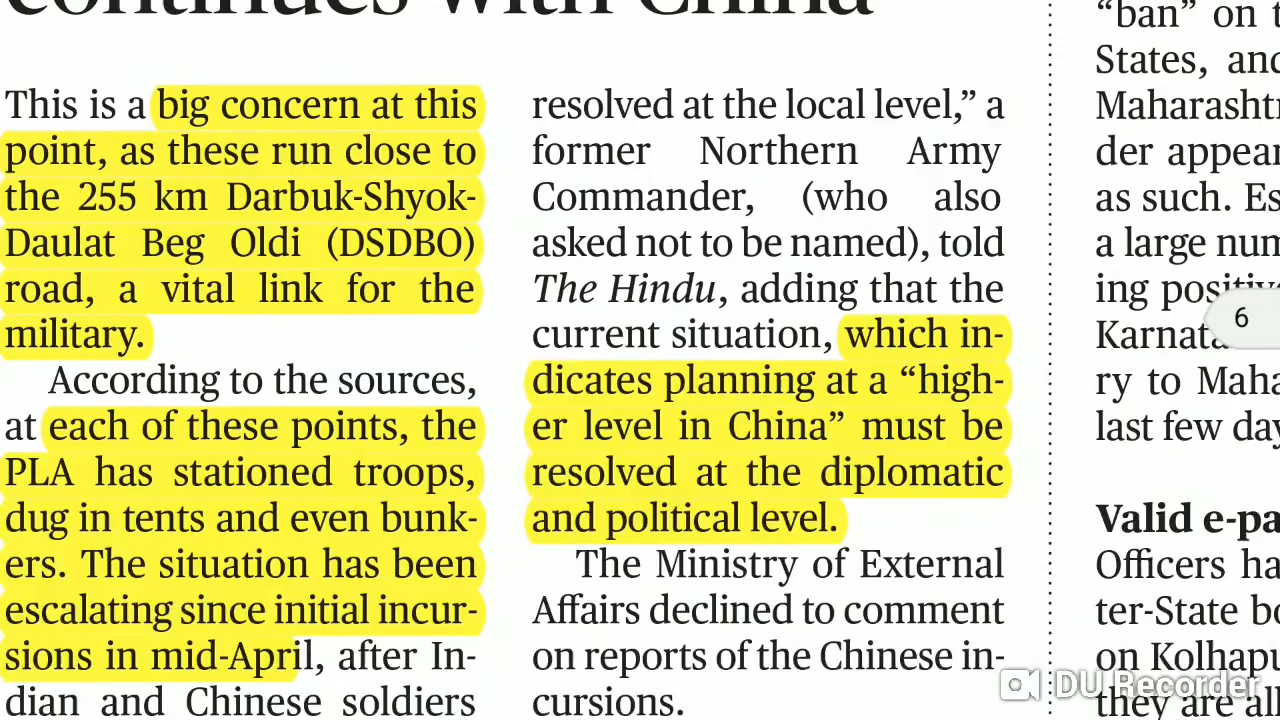 continues with China
This is a big concern at this
point, as these run close to
the 255 km Darbuk-Shyok-
Daulat Beg Oldi (DSDBO)
road, a vital link for the
military.
According to the sources,
at each of these points, the
PLA has stationed troops,
dug in tents and even bunk-
ers. The situation has been
escalating since initial incur-
sions in mid-April, after In-
dian and Chinese soldiers
resolved at the local level,” a
former Northern Army
Commander, (who also
asked not to be named), told
The Hindu, adding that the
current situation, which in-
dicates planning at a “high-
er level in China” must be
resolved at the diplomatic
and political level.
The Ministry of External
Affairs declined to comment
on reports of the Chinese in-
cursions.
“ban” on t
States, and
Maharashtr
der appear
as such. Es
a large num
ing positive
Karnata
ry to Maha
last few day
Valid e-pa
Officers ha
ter-State bo
on Kolhapu
they are all
6
DU Recorder